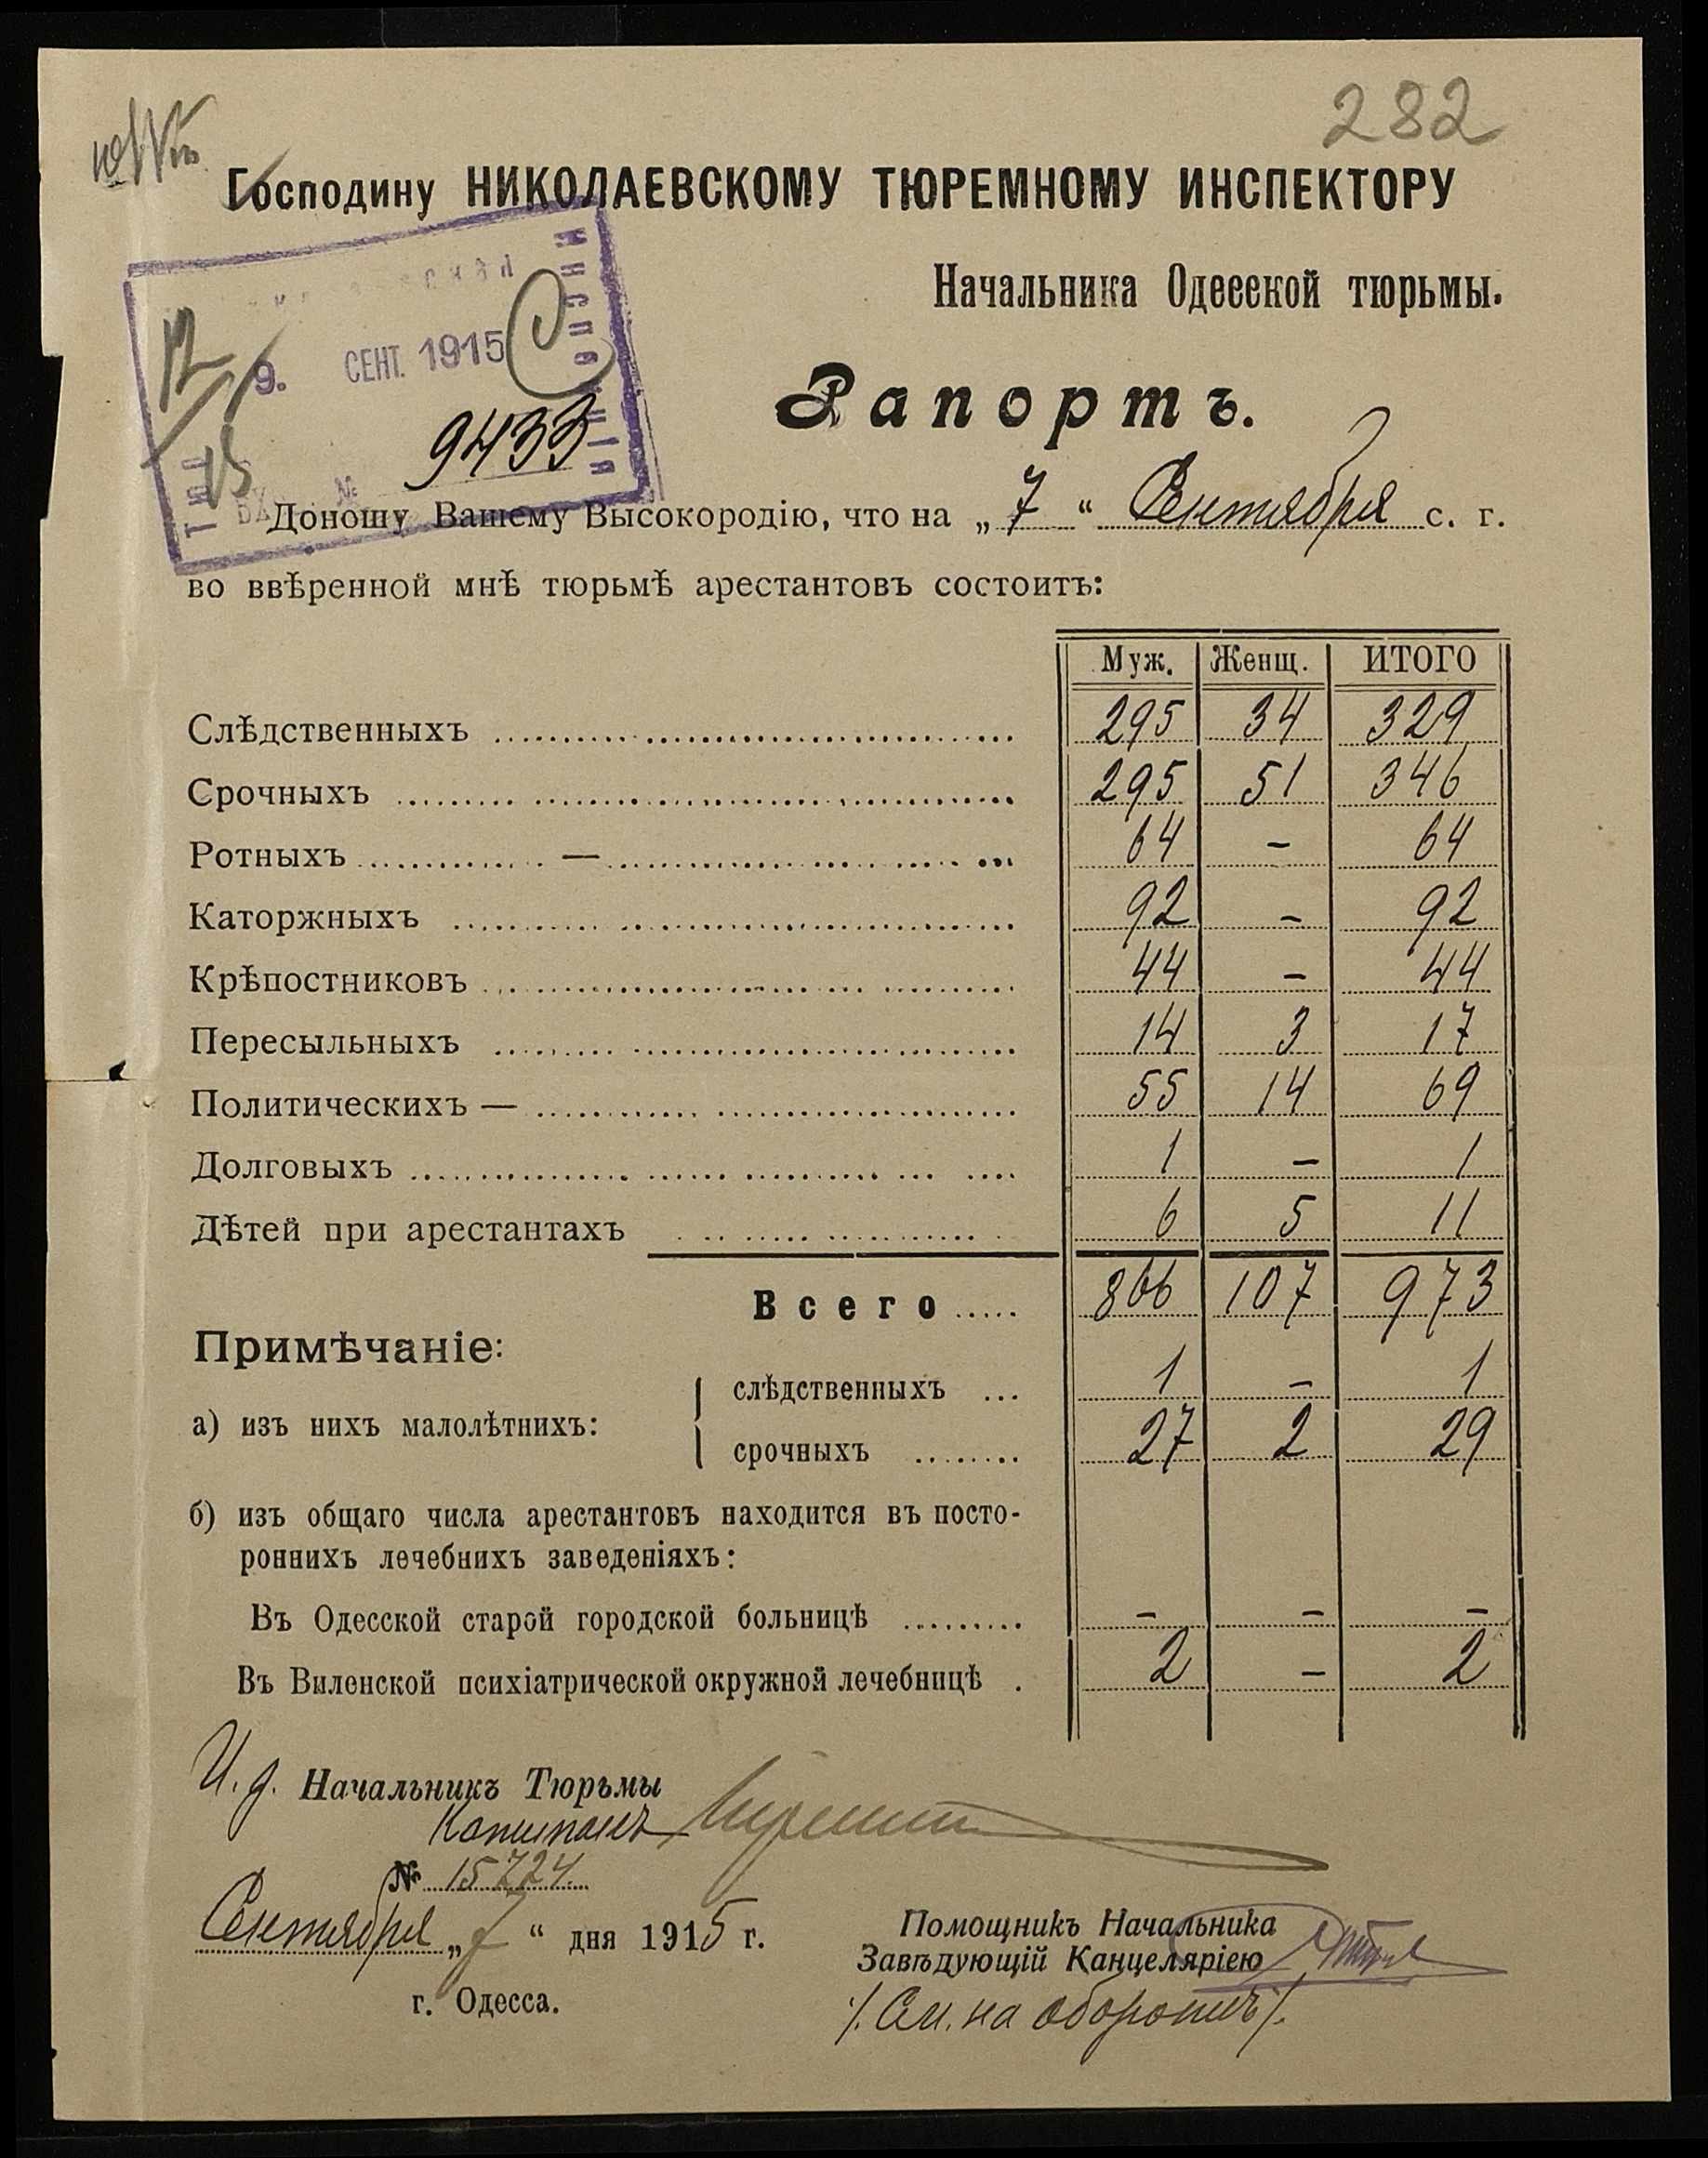 282
Господину НИКОЛАЕВСКОМУ ТЮРЕМНОМУ ИНСПЕКТОРУ
Начальника Одесской тюрьмы.
9. СЕНТ. 1915
9433
Рапортъ.
Доношу Вашему Высокородію, что на „7“ Сентября с. г.
во ввѣренной мнѣ тюрьмѣ арестантовъ состоитъ:
Муж. Женщ. ИТОГО
Слѣдственныхъ 295 34 329
Срочныхъ 295 51 346
Ротныхъ — 64 - 64
Каторжныхъ 92 - 92
Крѣпостниковъ 44 - 44
Пересыльныхъ 14 3 17
Политическихъ — 55 14 69
Долговыхъ 1 - 1
Дѣтей при арестантахъ 6 5 11
Всего 866 107 973
Примѣчаніе:
а) изъ нихъ малолѣтнихъ:
слѣдственныхъ 1 - 1
срочныхъ 27 2 29
б) изъ общаго числа арестантовъ находится въ посто-
роннихъ лечебнихъ заведеніяхъ:
Въ Одесской старой городской больницѣ - - -
Въ Виленской психіатрической окружной лечебницѣ 2 - 2
И. д. Начальникъ Тюрьмы
Капитанъ
№ 15724
Сентября „7“ дня 1915 г.
г. Одесса.
Помощникъ Начальника
Завѣдующій Канцеляріею
/. См. на оборотѣ /.